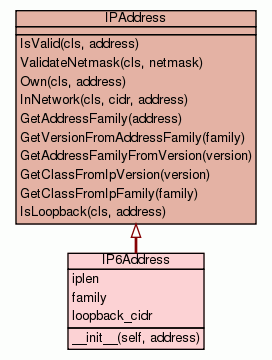 IPAddress
IsValid(cls, address)
ValidateNetmask(cls, netmask)
Own(cls, address)
InNetwork(cls, cidr, address)
GetAddressFamily(address)
GetVersionFromAddressFamily(family)
GetAddressFamilyFromVersion(version)
GetClassFromIpVersion(version)
GetClassFromIpFamily(family)
IsLoopback(cls, address)
IP6Address
iplen
family
loopback_cidr
__init__(self, address)